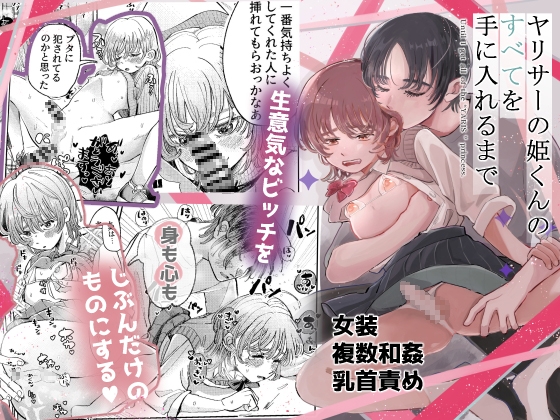 ヤリサーの姫くんの
すべてを
手に入れるまで
一番気持ちよく
してくれた人に
挿れてもらおっかなあ
ブタに
犯されてる
のかと思った
生意気なビッチを
パン
パン
身も心も
じぶんだけの
ものにする♥
女装
複数和姦
乳首責め